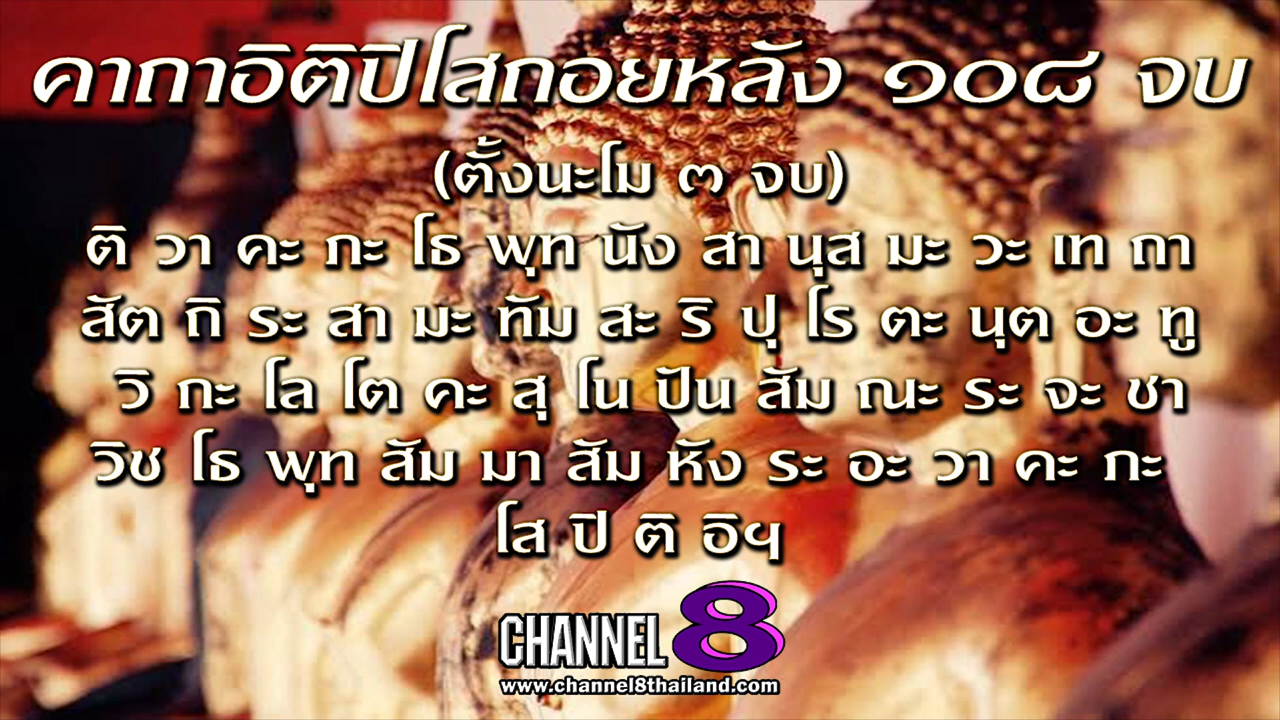 คาถาอิติปิโสถอยหลัง ๑๐๘ จบ
(ตั้งนะโม ๓ จบ)
ติ วา คะ ภะ โธ พุท นัง สา นุส มะ วะ เท ถา
สัต ถิ ระ สา มะ ทัม สะ ริ ปุ โร ตะ นุต อะ ทู
วิ กะ โล โต คะ สุ โน ปัน สัม ณะ ระ จะ ชา
วิช โธ พุท สัม มา สัม หัง ระ อะ วา คะ ภะ
โส ปิ ติ อิฯ
CHANNEL 8
www.channel8thailand.com